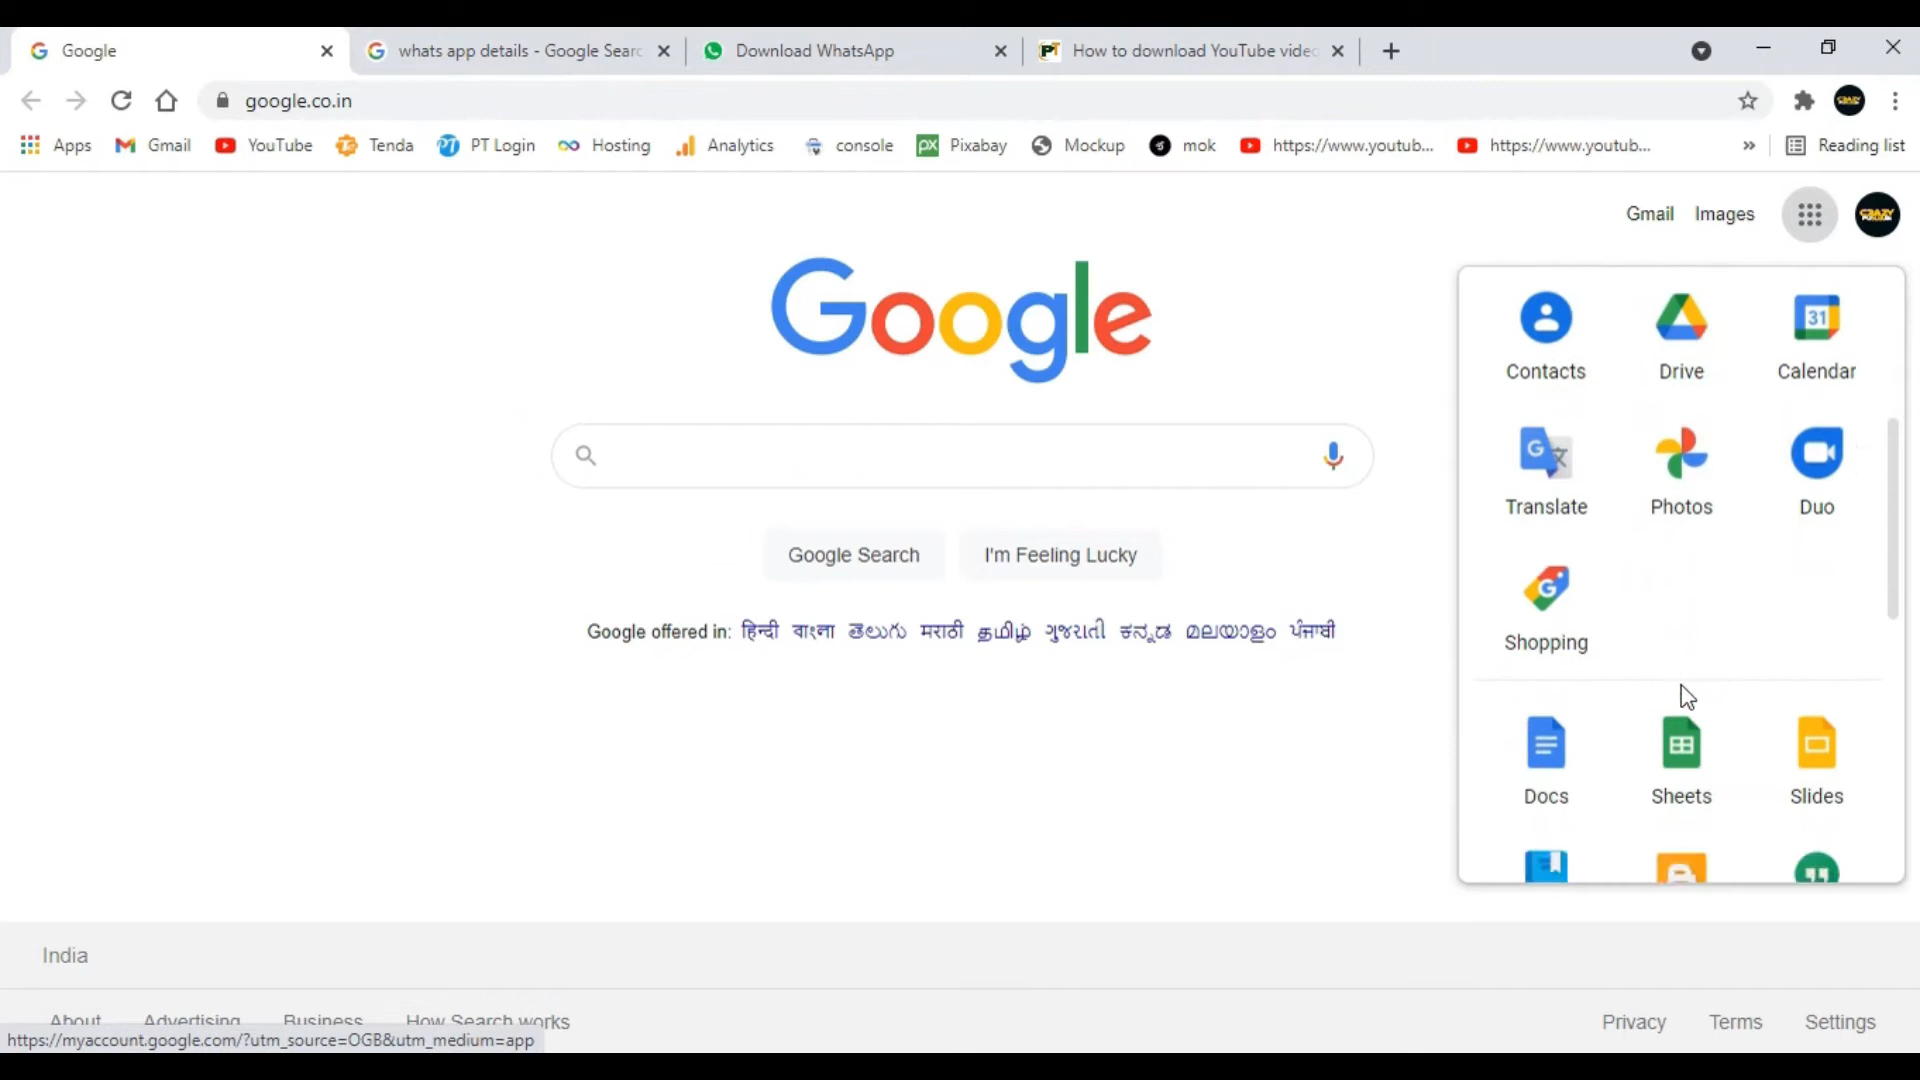 Google
whats app details - Google Searc
Download WhatsApp
How to download YouTube video
google.co.in
Apps
Gmail
YouTube
Tenda
PT Login
Hosting
Analytics
console
Pixabay
Mockup
mok
https://www.youtub...
https://www.youtub...
Reading list
Gmail
Images
Google
Contacts
Drive
31
Calendar
Translate
Photos
Duo
Google Search
I'm Feeling Lucky
Google offered in: हिन्दी বাংলা తెలుగు मराठी தமிழ் ગુજરાતી ಕನ್ನಡ മലയാളം ਪੰਜਾਬੀ
Shopping
Docs
Sheets
Slides
India
About
Advertising
Business
How Search works
Privacy
Terms
Settings
https://myaccount.google.com/?utm_source=OGB&utm_medium=app